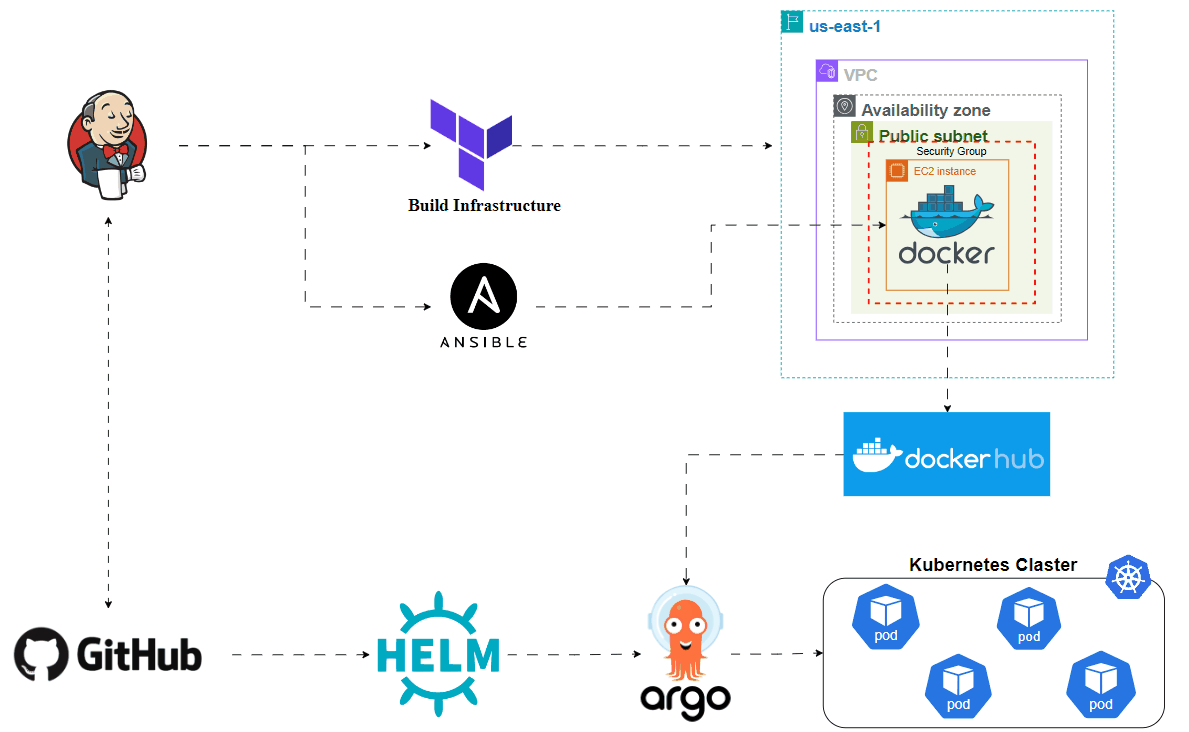 us-east-1
VPC
Availability zone
Public subnet
Security Group
EC2 instance
docker
Build Infrastructure
ANSIBLE
docker hub
Kubernetes Claster
pod
pod
pod
pod
GitHub
HELM
argo